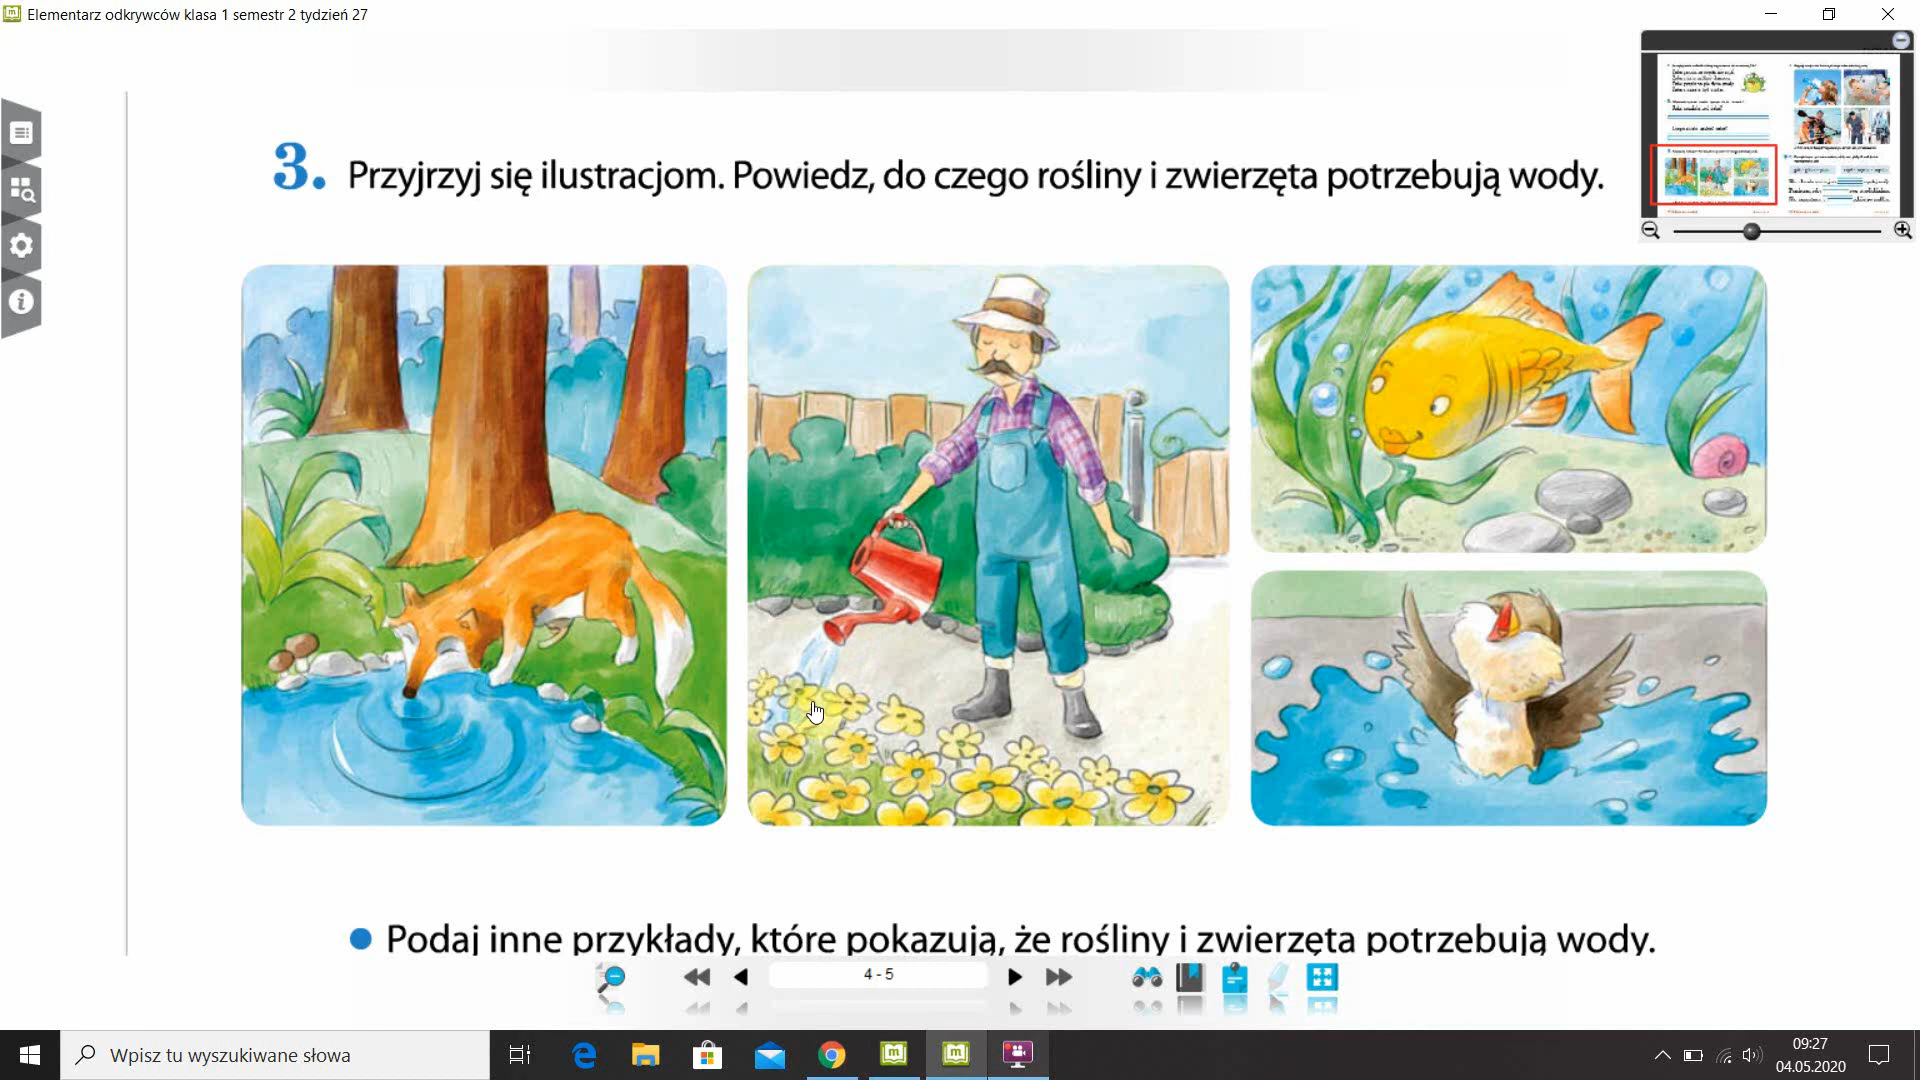 Elementarz odkrywców klasa 1 semestr 2 tydzień 27
3. Przyjrzyj się ilustracjom. Powiedz, do czego rośliny i zwierzęta potrzebują wody.
Podaj inne przykłady, które pokazują, że rośliny i zwierzęta potrzebują wody.
4 - 5
Wpisz tu wyszukiwane słowa
09:27
04.05.2020